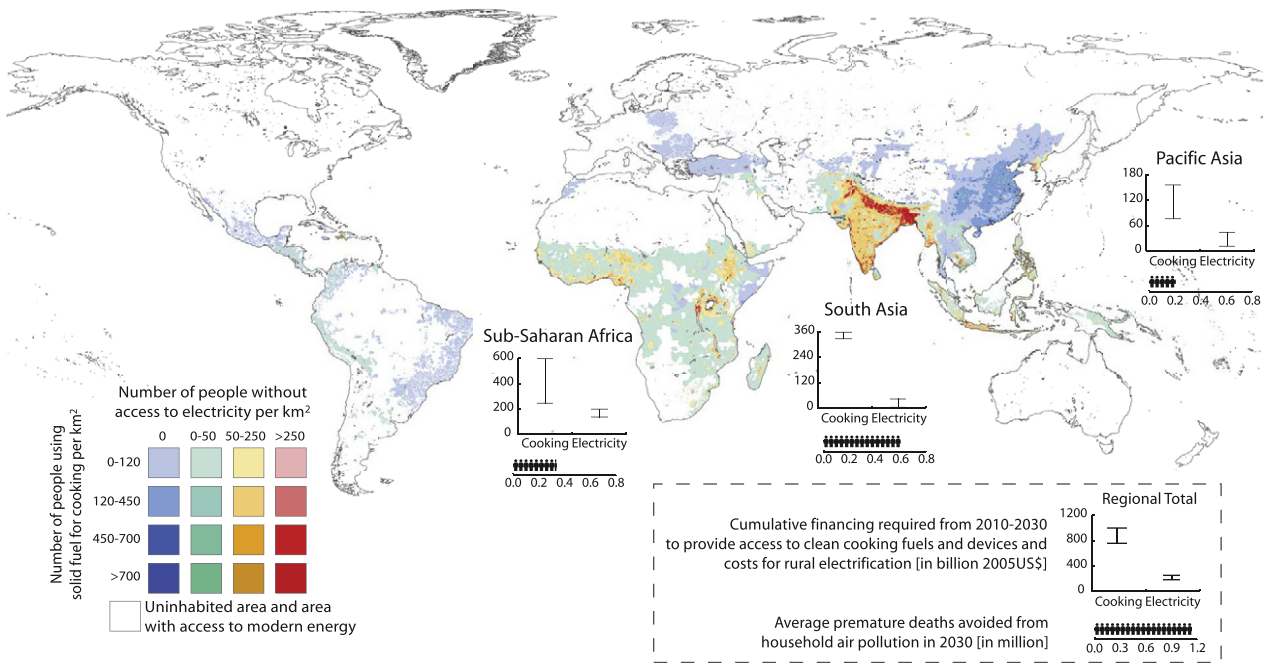 Pacific Asia
180
120
60
0
Cooking Electricity
0.0 0.2 0.4 0.6 0.8
South Asia
360
240
120
0
Cooking Electricity
0.0 0.2 0.4 0.6 0.8
Sub-Saharan Africa
600
400
200
0
Cooking Electricity
0.0 0.2 0.4 0.6 0.8
Number of people without
access to electricity per km2
0 0-50 50-250 >250
Number of people using
solid fuel for cooking per km2
0-120
120-450
450-700
>700
Uninhabited area and area
with access to modern energy
Regional Total
1200
800
400
0
Cooking Electricity
0.0 0.3 0.6 0.9 1.2
Cumulative financing required from 2010-2030
to provide access to clean cooking fuels and devices and
costs for rural electrification [in billion 2005US$]
Average premature deaths avoided from
household air pollution in 2030 [in million]